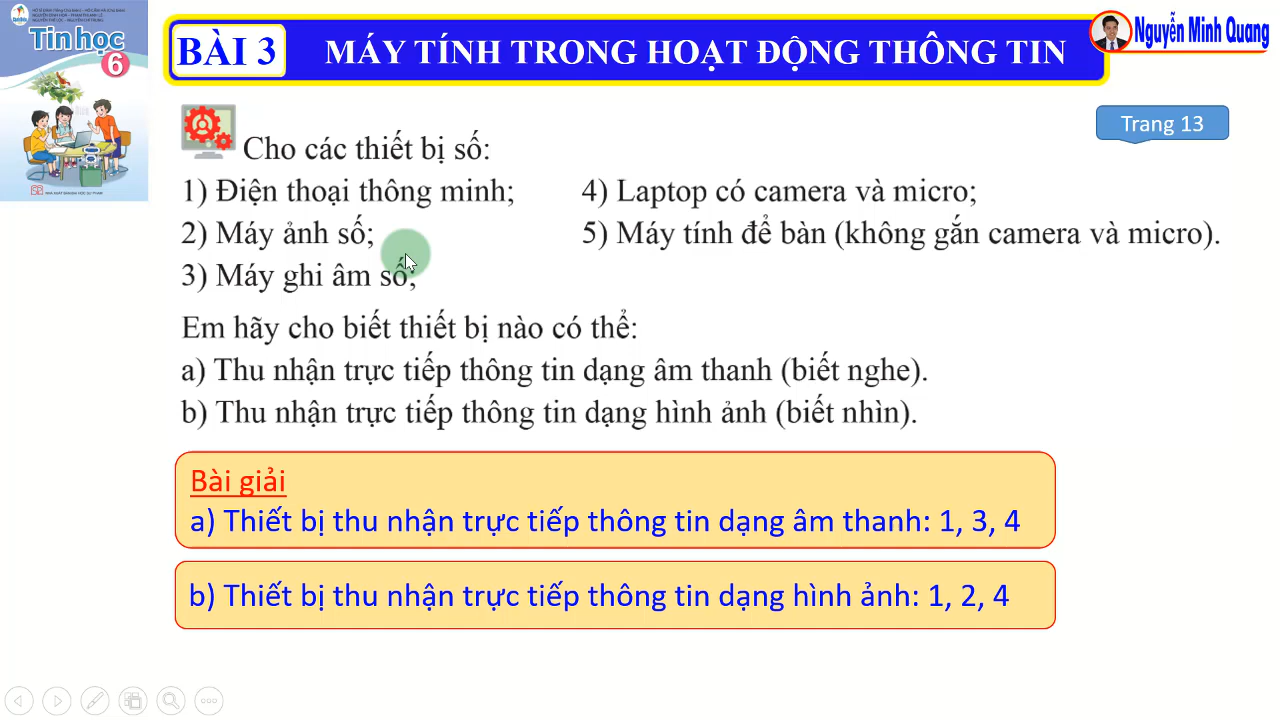 Tin học
6
BÀI 3
MÁY TÍNH TRONG HOẠT ĐỘNG THÔNG TIN
Nguyễn Minh Quang
Trang 13
Cho các thiết bị số:
1) Điện thoại thông minh;
2) Máy ảnh số;
3) Máy ghi âm số;
4) Laptop có camera và micro;
5) Máy tính để bàn (không gắn camera và micro).
Em hãy cho biết thiết bị nào có thể:
a) Thu nhận trực tiếp thông tin dạng âm thanh (biết nghe).
b) Thu nhận trực tiếp thông tin dạng hình ảnh (biết nhìn).
Bài giải
a) Thiết bị thu nhận trực tiếp thông tin dạng âm thanh: 1, 3, 4
b) Thiết bị thu nhận trực tiếp thông tin dạng hình ảnh: 1, 2, 4